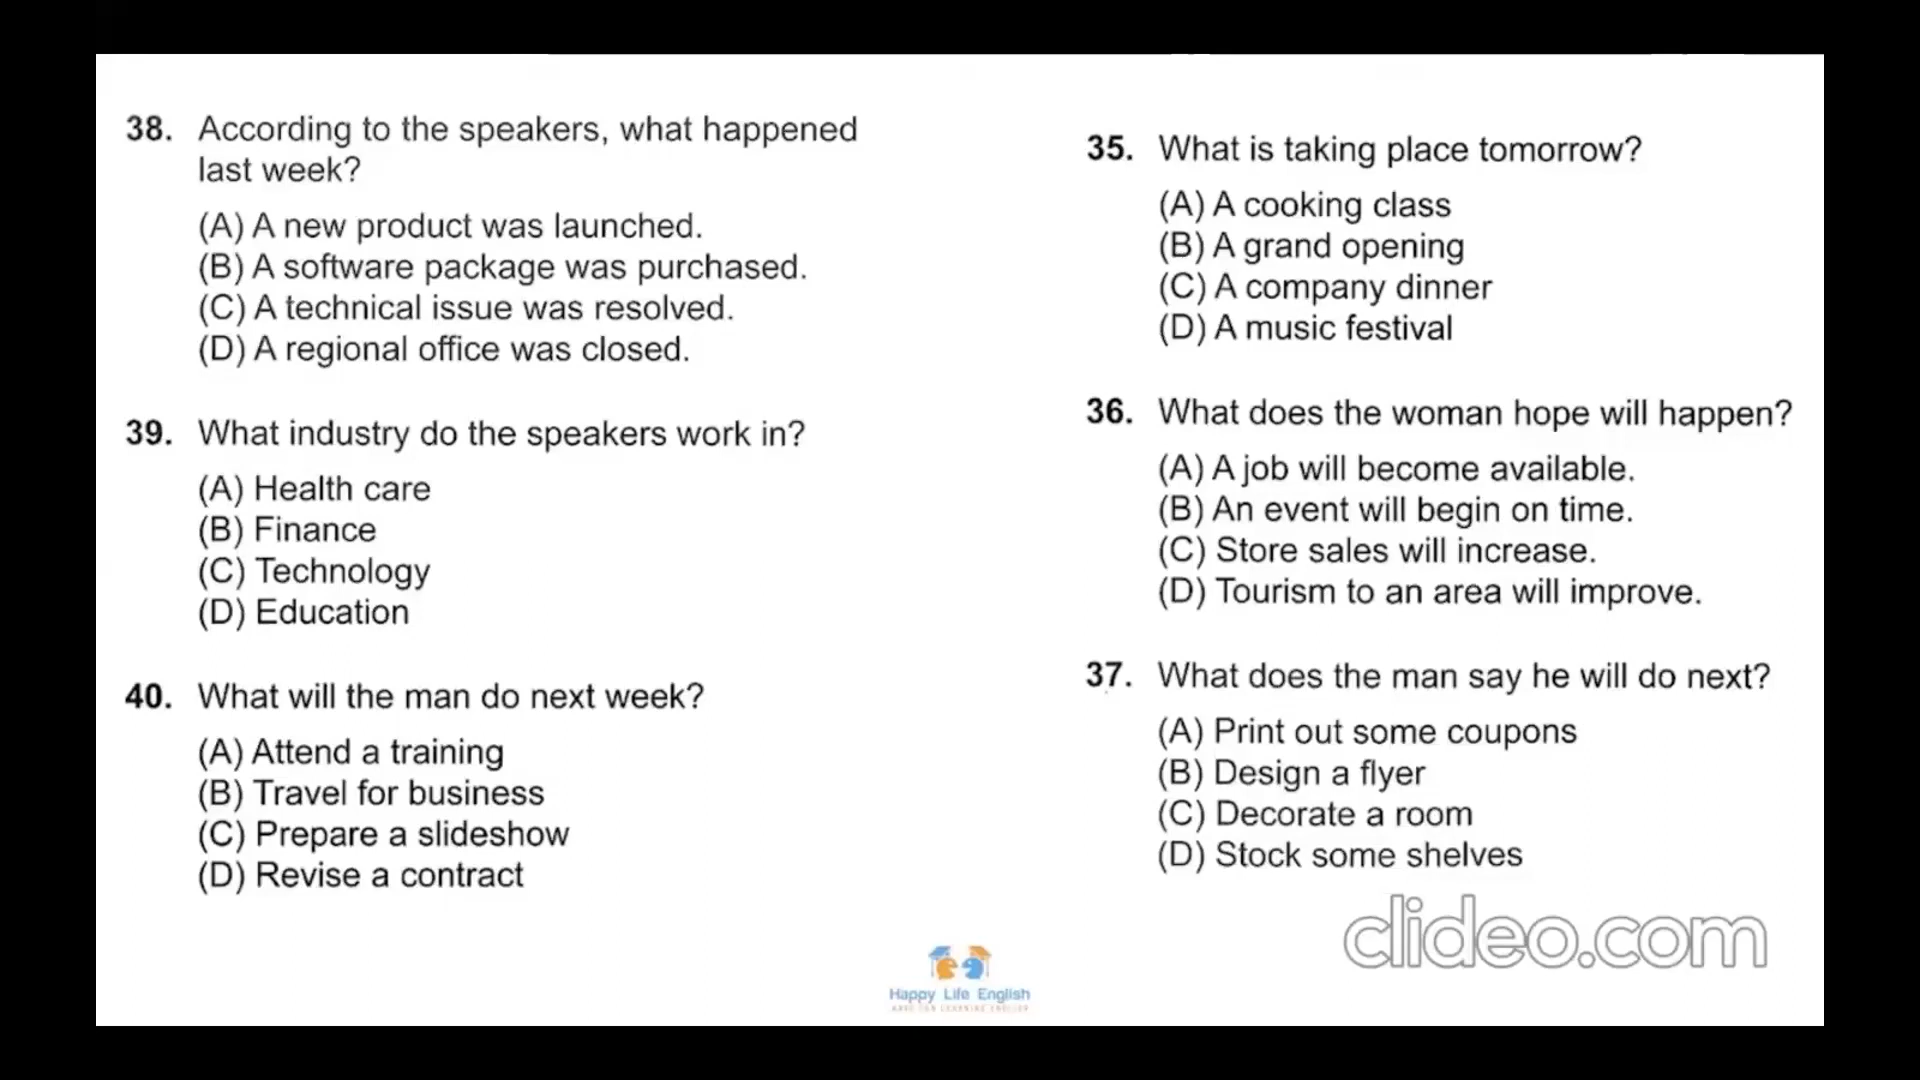 38. According to the speakers, what happened
last week?
(A) A new product was launched.
(B) A software package was purchased.
(C) A technical issue was resolved.
(D) A regional office was closed.
39. What industry do the speakers work in?
(A) Health care
(B) Finance
(C) Technology
(D) Education
40. What will the man do next week?
(A) Attend a training
(B) Travel for business
(C) Prepare a slideshow
(D) Revise a contract
35. What is taking place tomorrow?
(A) A cooking class
(B) A grand opening
(C) A company dinner
(D) A music festival
36. What does the woman hope will happen?
(A) A job will become available.
(B) An event will begin on time.
(C) Store sales will increase.
(D) Tourism to an area will improve.
37. What does the man say he will do next?
(A) Print out some coupons
(B) Design a flyer
(C) Decorate a room
(D) Stock some shelves
clideo.com
Happy Life English